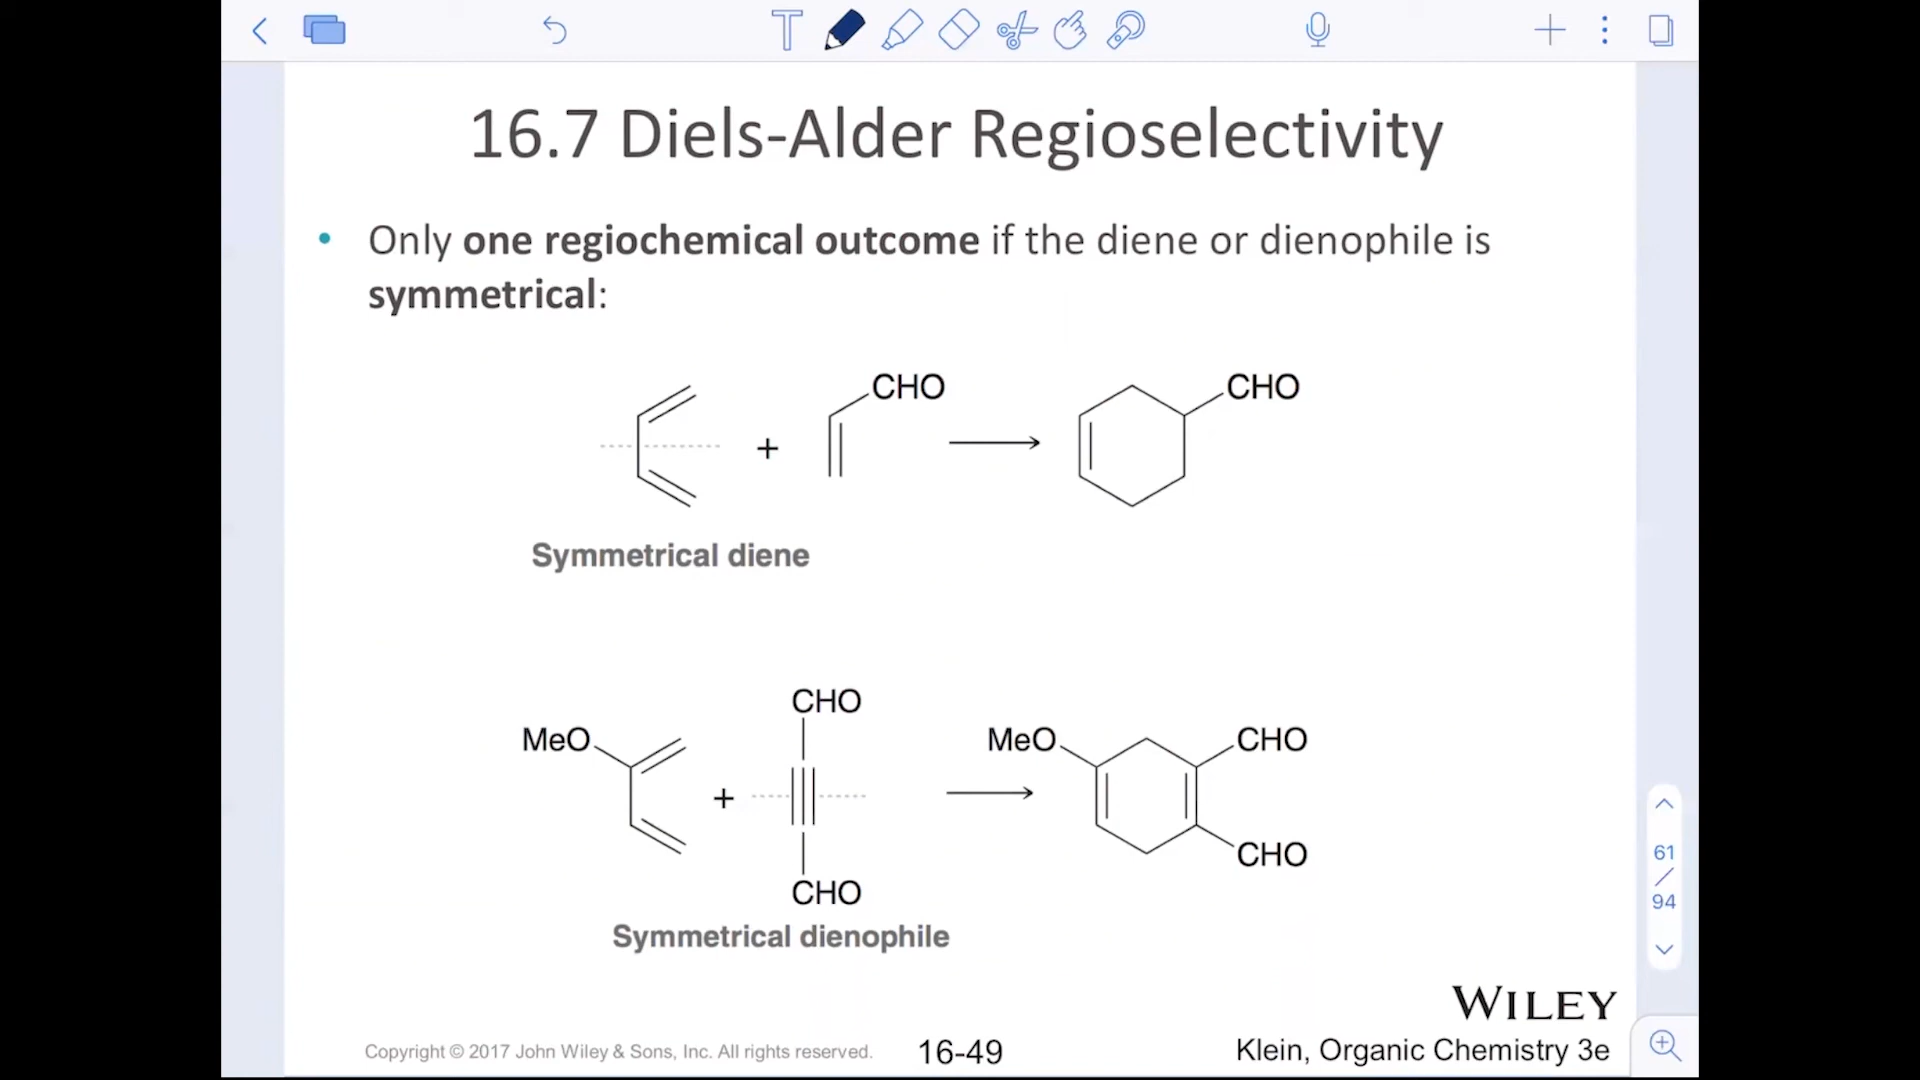 16.7 Diels-Alder Regioselectivity
• Only one regiochemical outcome if the diene or dienophile is
symmetrical:
CHO
+
CHO
Symmetrical diene
CHO
MeO
+
MeO
CHO
CHO
CHO
Symmetrical dienophile
61
/
94
WILEY
Copyright © 2017 John Wiley & Sons, Inc. All rights reserved.
16-49
Klein, Organic Chemistry 3e